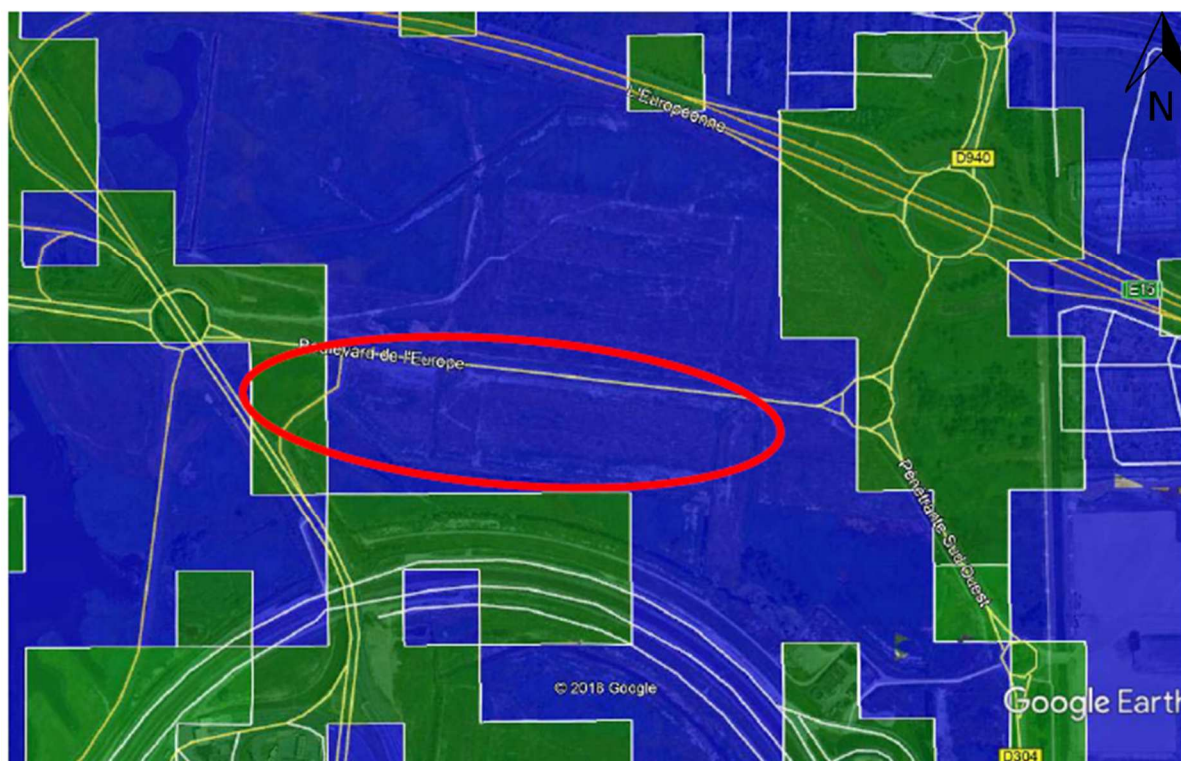 N
L'Européenne
D940
E15
Boulevard de l'Europe
Pénétrante Sud Ouest
© 2018 Google
Google Earth
D304